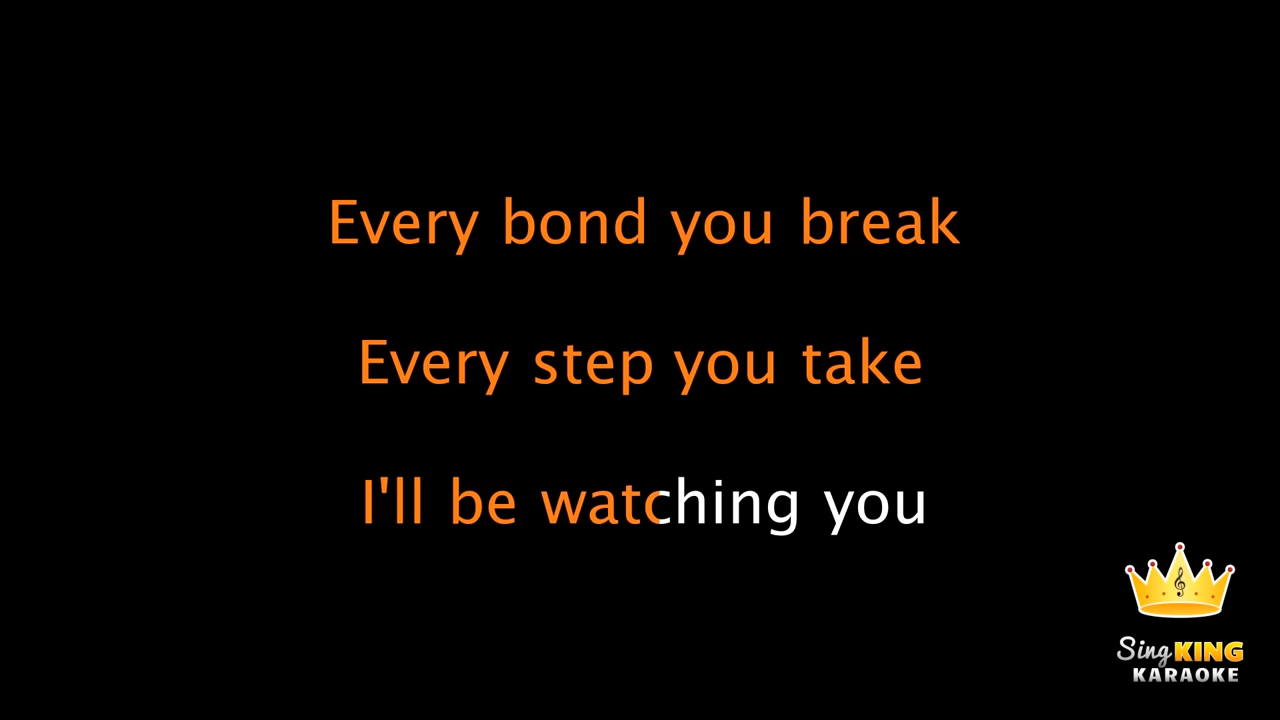 Every bond you break
Every step you take
I'll be watching you
Sing KING
KARAOKE